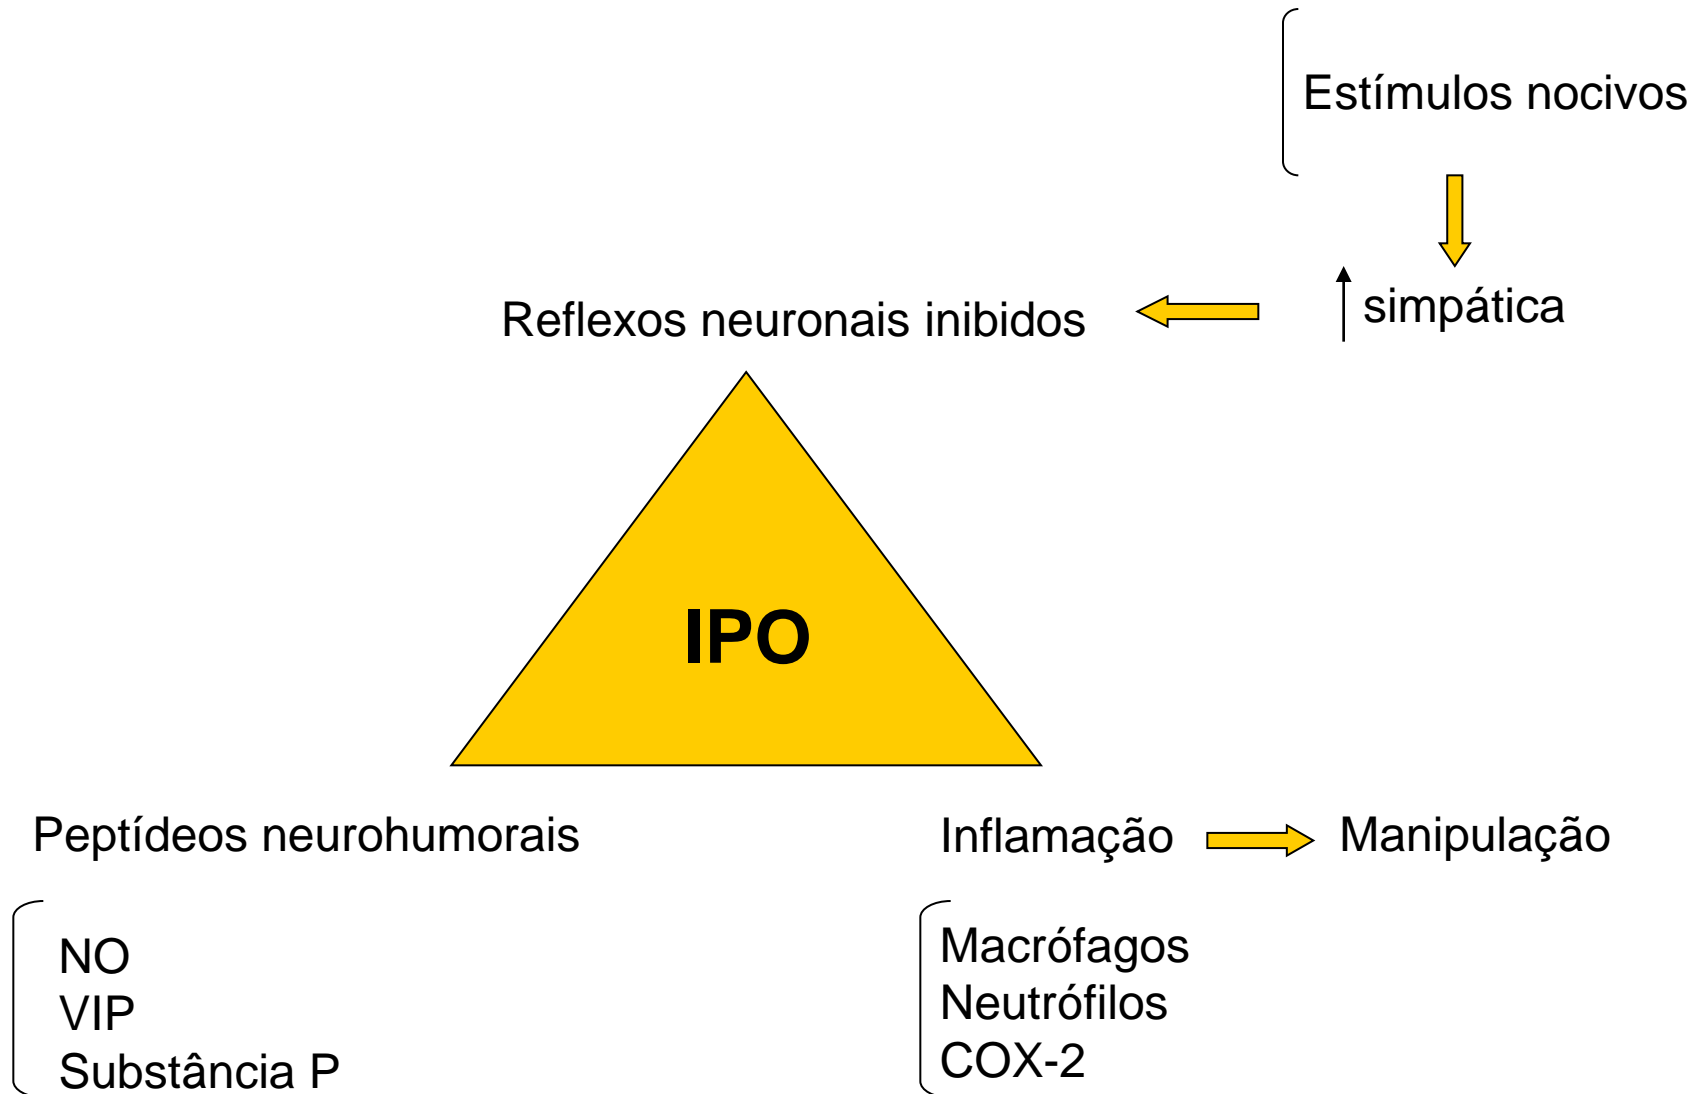 Estímulos nocivos
simpática
Reflexos neuronais inibidos
IPO
Peptídeos neurohumorais
Inflamação
Manipulação
NO
VIP
Substância P
Macrófagos
Neutrófilos
COX-2